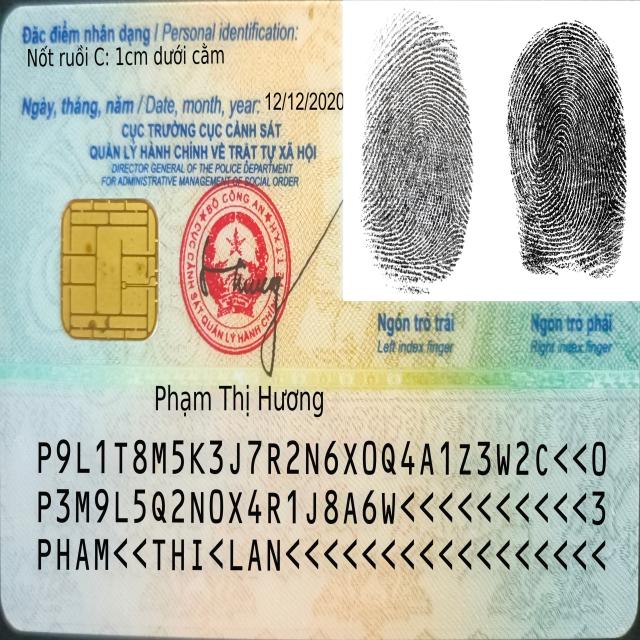 Đặc điểm nhân dạng / Personal identification:
Nốt ruồi C: 1cm dưới cằm
Ngày, tháng, năm / Date, month, year: 12/12/2020
CỤC TRƯỞNG CỤC CẢNH SÁT
QUẢN LÝ HÀNH CHÍNH VỀ TRẬT TỰ XÃ HỘI
DIRECTOR GENERAL OF THE POLICE DEPARTMENT
FOR ADMINISTRATIVE MANAGEMENT OF SOCIAL ORDER
BỘ CÔNG AN
CỤC CẢNH SÁT QUẢN LÝ HÀNH CHÍNH
Ngón trỏ trái
Left index finger
Ngón trỏ phải
Right index finger
Phạm Thị Hương
P9L1T8M5K3J7R2N6X0Q4A1Z3W2C<<0
P3M9L5Q2N0X4R1J8A6W<<<<<<<<<<3
PHAM<<THI<LAN<<<<<<<<<<<<<<<<<